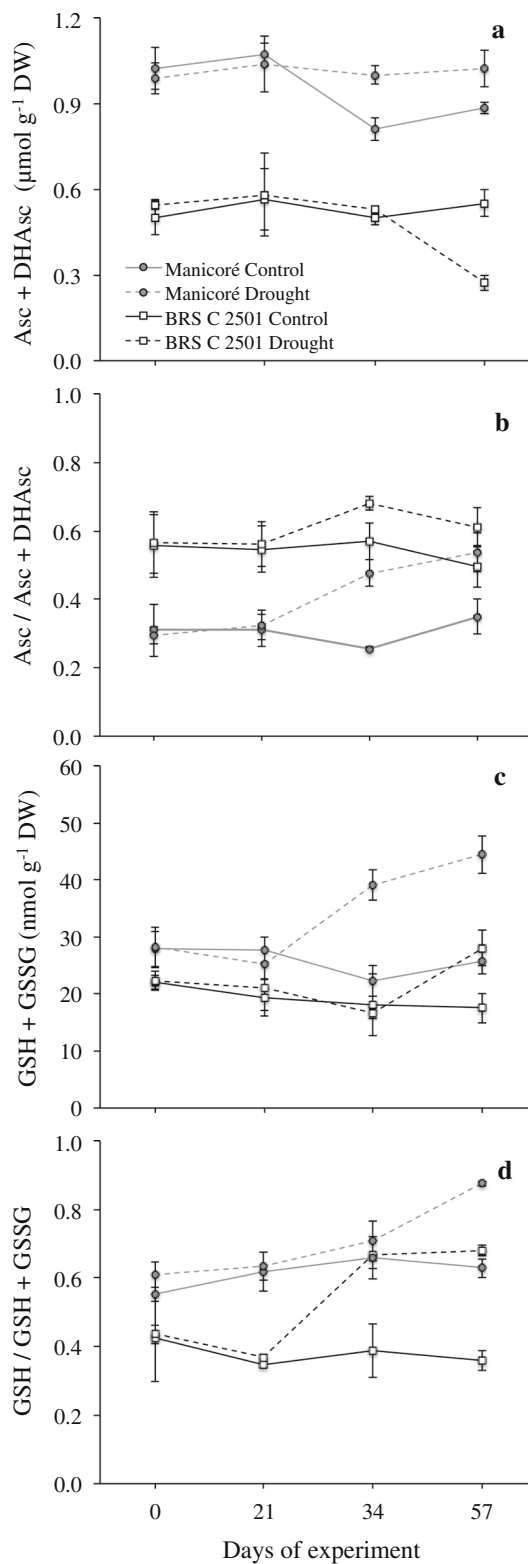 a
1.2
0.9
0.6
0.3
0.0
Asc + DHAsc (µmol g-1 DW)
Manicoré Control
Manicoré Drought
BRS C 2501 Control
BRS C 2501 Drought
b
1.0
0.8
0.6
0.4
0.2
0.0
Asc / Asc + DHAsc
c
60
50
40
30
20
10
0
GSH + GSSG (nmol g-1 DW)
d
1.0
0.8
0.6
0.4
0.2
0.0
GSH / GSH + GSSG
0 21 34 57
Days of experiment